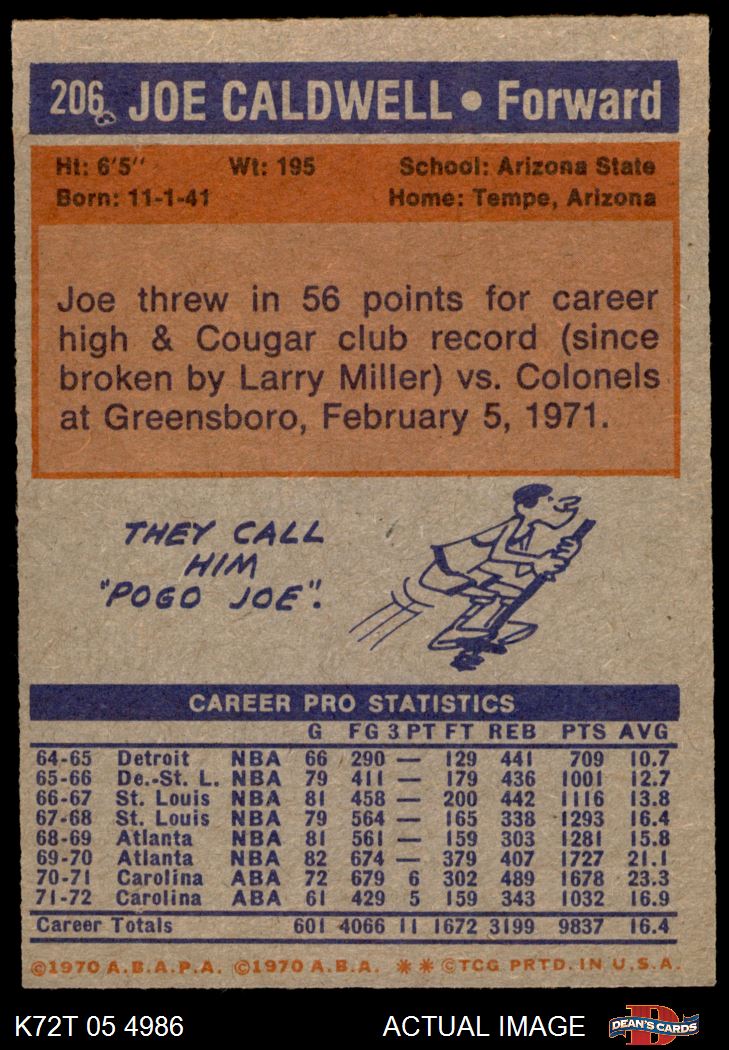 206 JOE CALDWELL • Forward
Ht: 6'5'' Wt: 195 School: Arizona State
Born: 11-1-41 Home: Tempe, Arizona
Joe threw in 56 points for career
high & Cougar club record (since
broken by Larry Miller) vs. Colonels
at Greensboro, February 5, 1971.
THEY CALL
HIM
"POGO JOE".
CAREER PRO STATISTICS
G FG 3 PT FT REB PTS AVG
64-65 Detroit NBA 66 290 — 129 441 709 10.7
65-66 De.-St. L. NBA 79 411 — 179 436 1001 12.7
66-67 St. Louis NBA 81 458 — 200 442 1116 13.8
67-68 St. Louis NBA 79 564 — 165 338 1293 16.4
68-69 Atlanta NBA 81 561 — 159 303 1281 15.8
69-70 Atlanta NBA 82 674 — 379 407 1727 21.1
70-71 Carolina ABA 72 679 6 302 489 1678 23.3
71-72 Carolina ABA 61 429 5 159 343 1032 16.9
Career Totals 601 4066 11 1672 3199 9837 16.4
©1970 A.B.A.P.A. ©1970 A.B.A. ** ©TCG PRTD. IN U.S.A.
K72T 05 4986 ACTUAL IMAGE DEAN'S CARDS